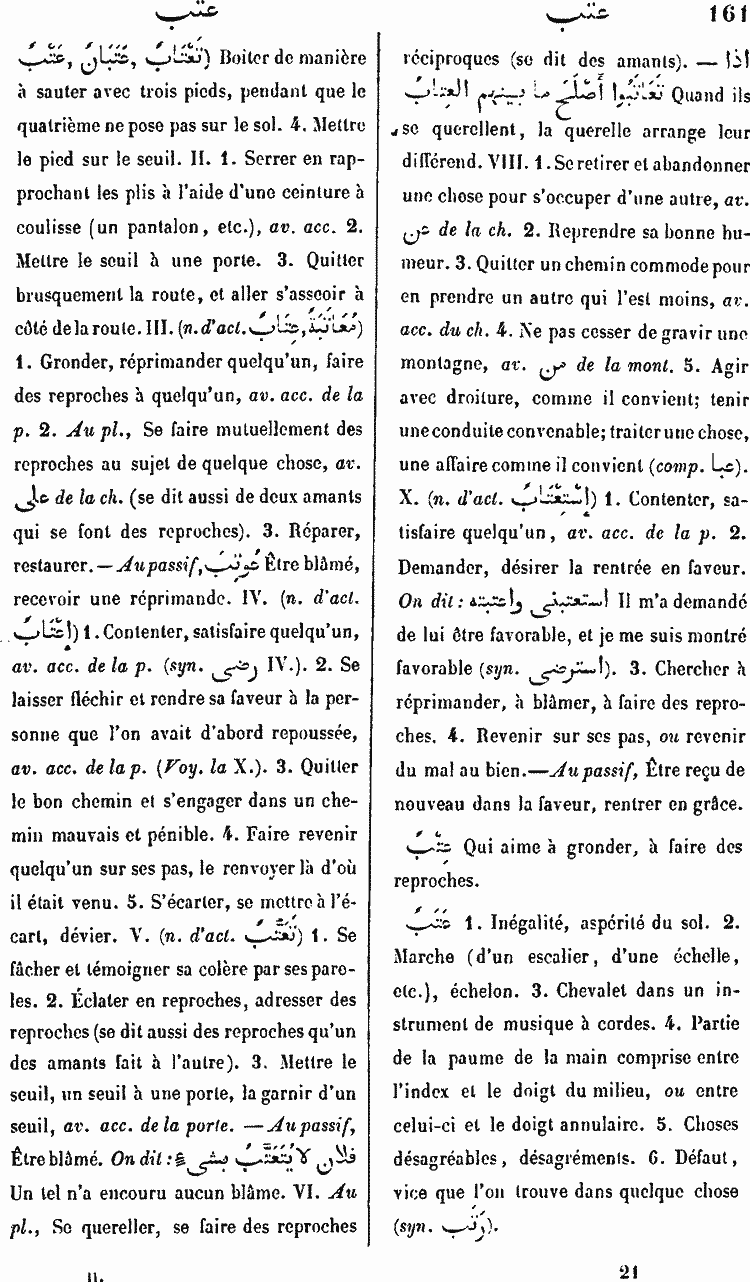 عتب
عتب
161
عَتْبٌ, عَتَبَانٌ, تَعْتَابٌ) Boiter de manière
à sauter avec trois pieds, pendant que le
quatrième ne pose pas sur le sol. 4. Mettre
le pied sur le seuil. II. 1. Serrer en rap-
prochant les plis à l'aide d'une ceinture à
coulisse (un pantalon, etc.), av. acc. 2.
Mettre le seuil à une porte. 3. Quitter
brusquement la route, et aller s'asseoir à
côté de la route. III. (n. d'act. عِتَابٌ, مُعَاتَبَةٌ)
1. Gronder, réprimander quelqu'un, faire
des reproches à quelqu'un, av. acc. de la
p. 2. Au pl., Se faire mutuellement des
reproches au sujet de quelque chose, av.
على de la ch. (se dit aussi de deux amants
qui se font des reproches). 3. Réparer,
restaurer. — Au passif, عُوتِبَ Être blâmé,
recevoir une réprimande. IV. (n. d'act.
إِعْتَابٌ) 1. Contenter, satisfaire quelqu'un,
av. acc. de la p. (syn. رضى IV.). 2. Se
laisser fléchir et rendre sa faveur à la per-
sonne que l'on avait d'abord repoussée,
av. acc. de la p. (Voy. la X.). 3. Quitter
le bon chemin et s'engager dans un che-
min mauvais et pénible. 4. Faire revenir
quelqu'un sur ses pas, le renvoyer là d'où
il était venu. 5. S'écarter, se mettre à l'é-
cart, dévier. V. (n. d'act. تَعَتُّبٌ) 1. Se
fâcher et témoigner sa colère par ses paro-
les. 2. Éclater en reproches, adresser des
reproches (se dit aussi des reproches qu'un
des amants fait à l'autre). 3. Mettre le
seuil, un seuil à une porte, la garnir d'un
seuil, av. acc. de la porte. — Au passif,
Être blâmé. On dit : فلان لا يُتَعَتَّبُ بشىء
Un tel n'a encouru aucun blâme. VI. Au
pl., Se quereller, se faire des reproches
II.
réciproques (se dit des amants). — اذا
تَعَاتَبُوا أَصْلَحَ ما بينهم العِتَابُ Quand ils
se querellent, la querelle arrange leur
différend. VIII. 1. Se retirer et abandonner
une chose pour s'occuper d'une autre, av.
عن de la ch. 2. Reprendre sa bonne hu-
meur. 3. Quitter un chemin commode pour
en prendre un autre qui l'est moins, av.
acc. du ch. 4. Ne pas cesser de gravir une
montagne, av. من de la mont. 5. Agir
avec droiture, comme il convient; tenir
une conduite convenable; traiter une chose,
une affaire comme il convient (comp. عبا).
X. (n. d'act. إِسْتِعْتَابٌ) 1. Contenter, sa-
tisfaire quelqu'un, av. acc. de la p. 2.
Demander, désirer la rentrée en faveur.
On dit : استعتبنى واعتبته Il m'a demandé
de lui être favorable, et je me suis montré
favorable (syn. استرضى). 3. Chercher à
réprimander, à blâmer, à faire des repro-
ches. 4. Revenir sur ses pas, ou revenir
du mal au bien. — Au passif, Être reçu de
nouveau dans la faveur, rentrer en grâce.
عِتْبٌ Qui aime à gronder, à faire des
reproches.
عَتَبٌ 1. Inégalité, aspérité du sol. 2.
Marche (d'un escalier, d'une échelle,
etc.), échelon. 3. Chevalet dans un in-
strument de musique à cordes. 4. Partie
de la paume de la main comprise entre
l'index et le doigt du milieu, ou entre
celui-ci et le doigt annulaire. 5. Choses
désagréables, désagréments. 6. Défaut,
vice que l'on trouve dans quelque chose
(syn. رَتَب).
21